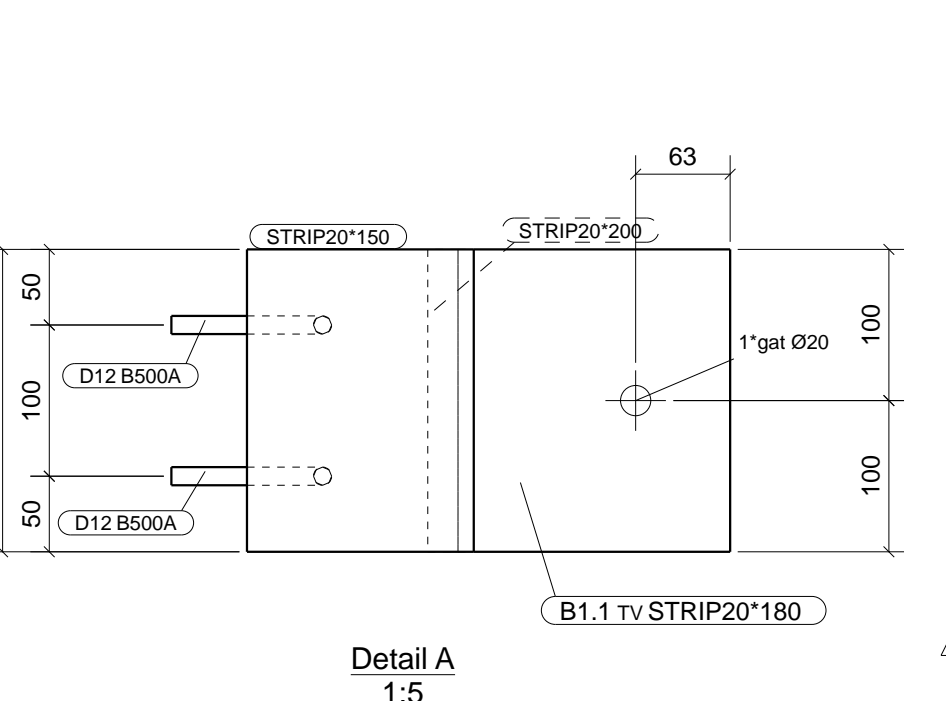 63
STRIP20*150
STRIP20*200
50
100
1*gat Ø20
D12 B500A
100
100
50
D12 B500A
B1.1 TV STRIP20*180
Detail A
1:5